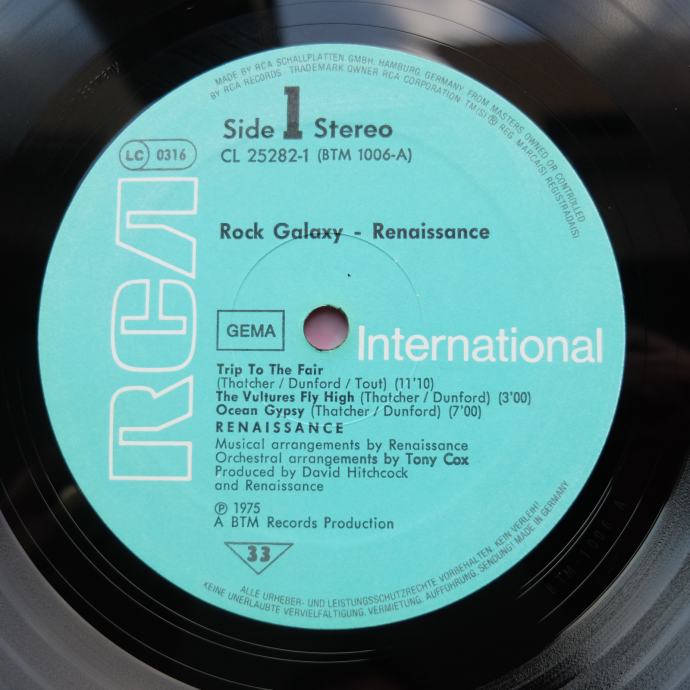 MADE BY RCA SCHALLPLATTEN GMBH, HAMBURG, GERMANY, FROM MASTERS OWNED OR CONTROLLED
BY RCA RECORDS · TRADEMARK OWNER RCA CORPORATION · TM(S) ® REG · MARCA(S) REGISTRADA(S)
Side 1 Stereo
CL 25282-1 (BTM 1006-A)
LC 0316
RCA
Rock Galaxy - Renaissance
GEMA
International
Trip To The Fair
(Thatcher / Dunford / Tout) (11'10)
The Vultures Fly High (Thatcher / Dunford) (3'00)
Ocean Gypsy (Thatcher / Dunford) (7'00)
RENAISSANCE
Musical arrangements by Renaissance
Orchestral arrangements by Tony Cox
Produced by David Hitchcock
and Renaissance
℗ 1975
A BTM Records Production
33
ALLE URHEBER- UND LEISTUNGSSCHUTZRECHTE VORBEHALTEN. KEIN VERLEIH!
KEINE UNERLAUBTE VERVIELFÄLTIGUNG, VERMIETUNG, AUFFÜHRUNG, SENDUNG! MADE IN GERMANY